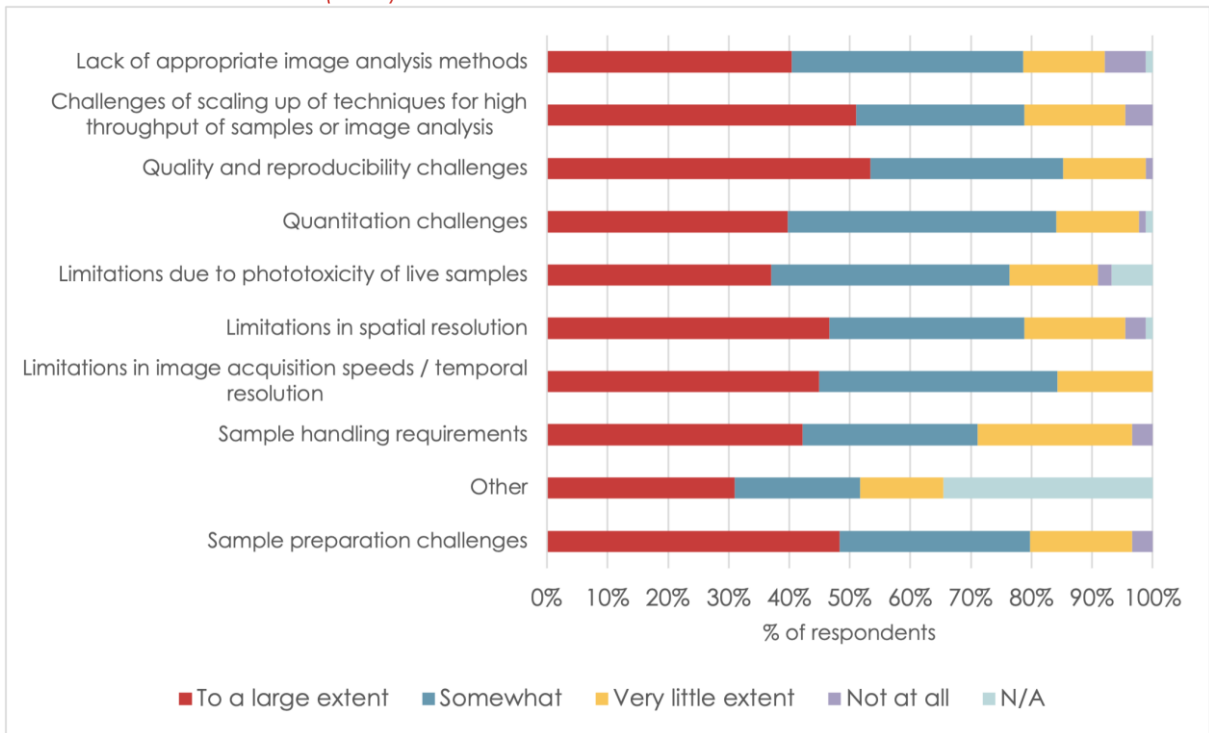 Lack of appropriate image analysis methods
Challenges of scaling up of techniques for high
throughput of samples or image analysis
Quality and reproducibility challenges
Quantitation challenges
Limitations due to phototoxicity of live samples
Limitations in spatial resolution
Limitations in image acquisition speeds / temporal
resolution
Sample handling requirements
Other
Sample preparation challenges
0% 10% 20% 30% 40% 50% 60% 70% 80% 90% 100%
% of respondents
To a large extent Somewhat Very little extent Not at all N/A